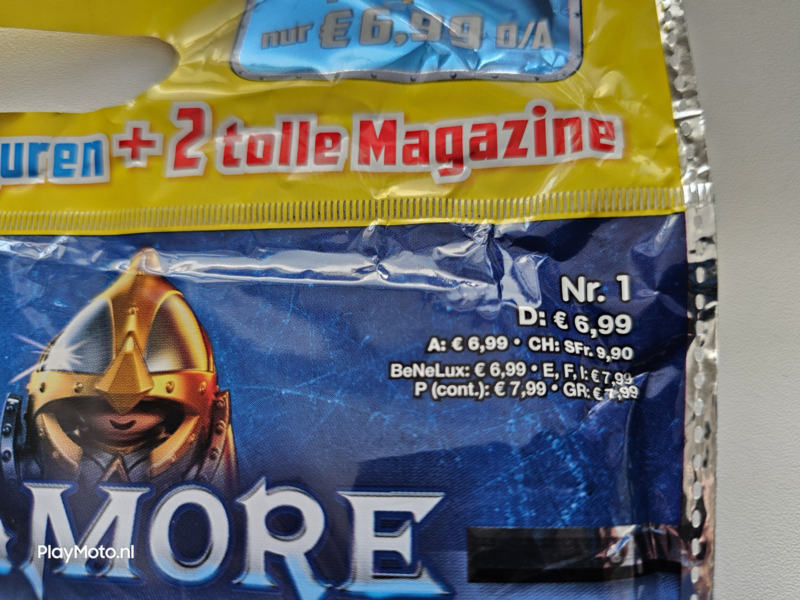 nur € 6,99 D/A
uren + 2 tolle Magazine
Nr. 1
D: € 6,99
A: € 6,99 • CH: SFr. 9,90
BeNeLux: € 6,99 • E, F, I: € 7,99
P (cont.): € 7,99 • GR: € 7,99
AMORE
PlayMoto.nl